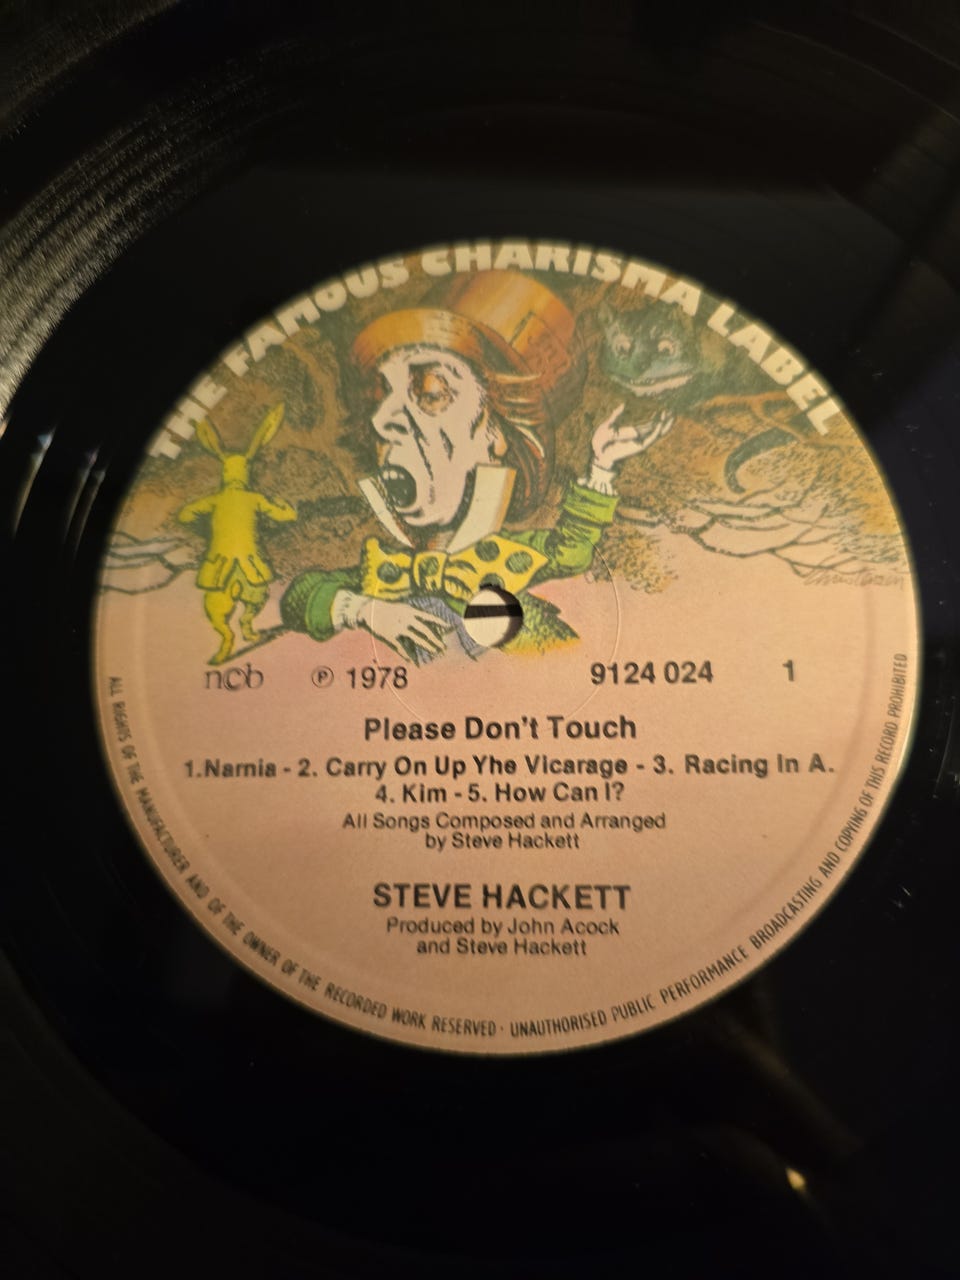 THE FAMOUS CHARISMA LABEL
Christensen
ncb ℗ 1978 9124 024 1
Please Don't Touch
1.Narnia - 2. Carry On Up Yhe Vicarage - 3. Racing In A.
4. Kim - 5. How Can I?
All Songs Composed and Arranged
by Steve Hackett
STEVE HACKETT
Produced by John Acock
and Steve Hackett
ALL RIGHTS OF THE MANUFACTURER AND OF THE OWNER OF THE RECORDED WORK RESERVED · UNAUTHORISED PUBLIC PERFORMANCE BROADCASTING AND COPYING OF THIS RECORD PROHIBITED